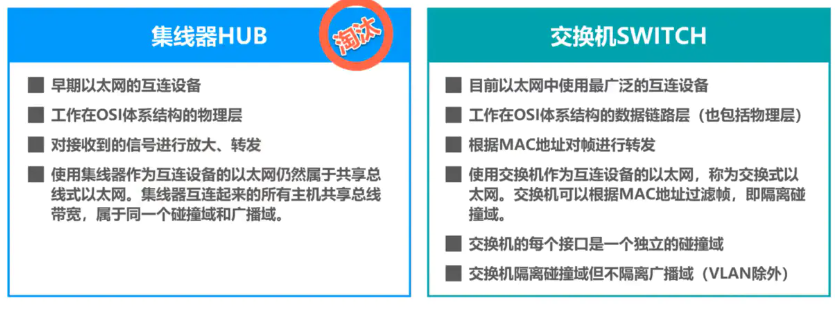 集线器HUB
淘汰
早期以太网的互连设备
工作在OSI体系结构的物理层
对接收到的信号进行放大、转发
使用集线器作为互连设备的以太网仍然属于共享总
线式以太网。集线器互连起来的所有主机共享总线
带宽，属于同一个碰撞域和广播域。
交换机SWITCH
目前以太网中使用最广泛的互连设备
工作在OSI体系结构的数据链路层（也包括物理层）
根据MAC地址对帧进行转发
使用交换机作为互连设备的以太网，称为交换式以
太网。交换机可以根据MAC地址过滤帧，即隔离碰
撞域。
交换机的每个接口是一个独立的碰撞域
交换机隔离碰撞域但不隔离广播域（VLAN除外）